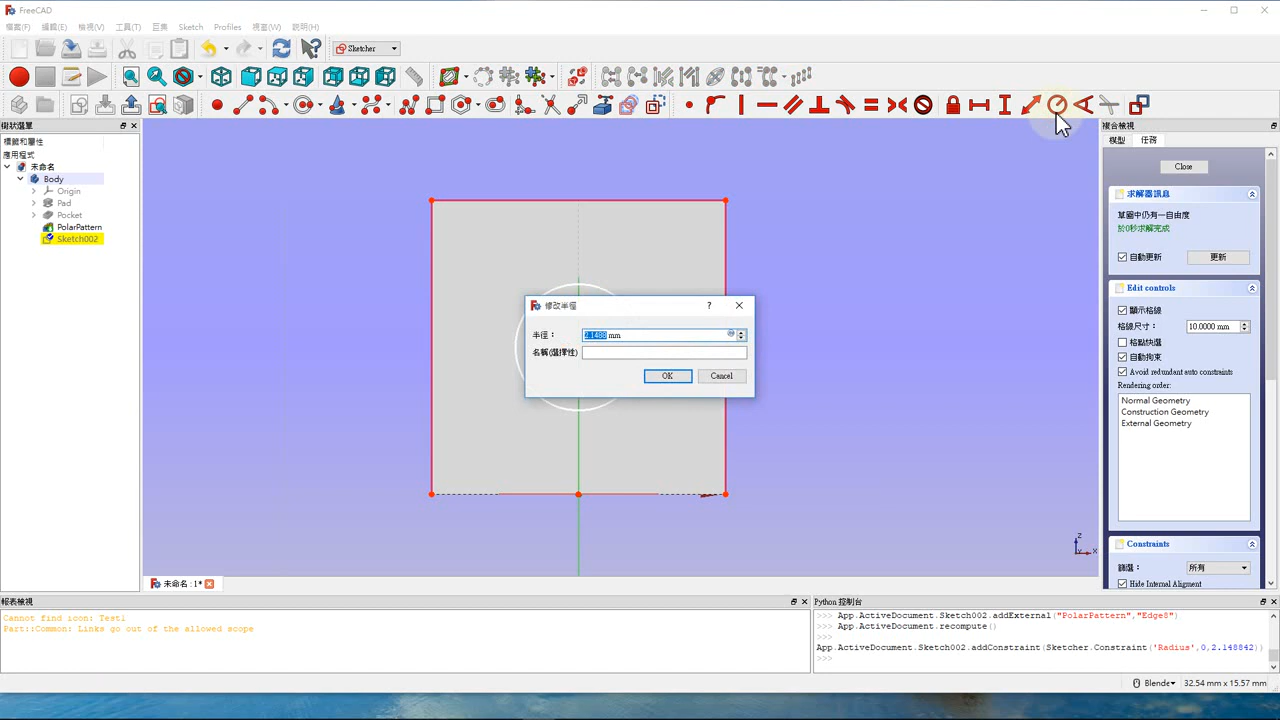 FreeCAD
檔案(F) 編輯(E) 檢視(V) 工具(T) 巨集 Sketch Profiles 視窗(W) 說明(H)
Sketcher
樹狀選單
標籤和屬性
應用程式
未命名
Body
Origin
Pad
Pocket
PolarPattern
Sketch002
修改半徑
半徑：
2.1488 mm
名稱(選擇性)
OK
Cancel
Z
X
未命名 : 1*
複合檢視
模型
任務
Close
求解器訊息
草圖中仍有一自由度
於0秒求解完成
自動更新
更新
Edit controls
顯示格線
格線尺寸：
10.0000 mm
格點快選
自動拘束
Avoid redundant auto constraints
Rendering order:
Normal Geometry
Construction Geometry
External Geometry
Constraints
篩選：
所有
Hide Internal Aligment
報表檢視
Cannot find icon: Test1
Part::Common: Links go out of the allowed scope
Python 控制台
>>> App.ActiveDocument.Sketch002.addExternal("PolarPattern","Edge8")
>>> App.ActiveDocument.recompute()
>>>
App.ActiveDocument.Sketch002.addConstraint(Sketcher.Constraint('Radius',0,2.148842))
>>>
Blender
32.54 mm x 15.57 mm